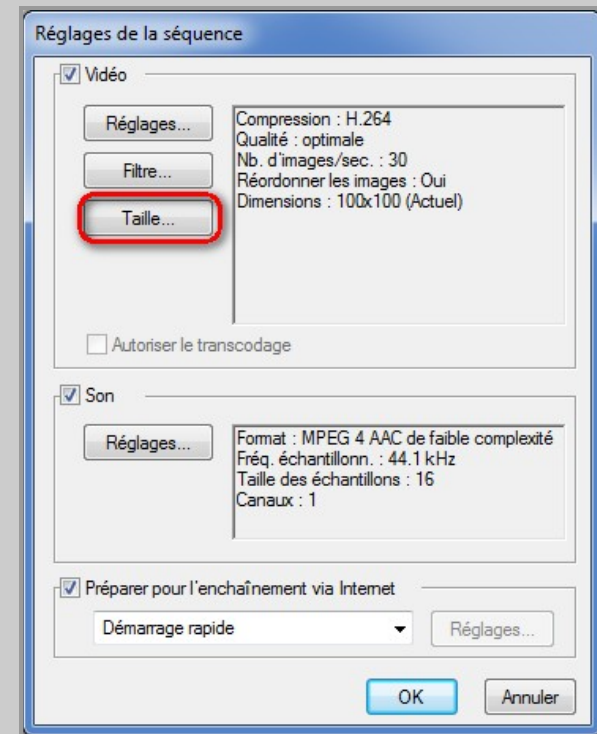 Réglages de la séquence
Vidéo
Réglages...
Filtre...
Taille...
Compression : H.264
Qualité : optimale
Nb. d'images/sec. : 30
Réordonner les images : Oui
Dimensions : 100x100 (Actuel)
Autoriser le transcodage
Son
Réglages...
Format : MPEG 4 AAC de faible complexité
Fréq. échantillonn. : 44.1 kHz
Taille des échantillons : 16
Canaux : 1
Préparer pour l'enchaînement via Internet
Démarrage rapide
Réglages...
OK
Annuler